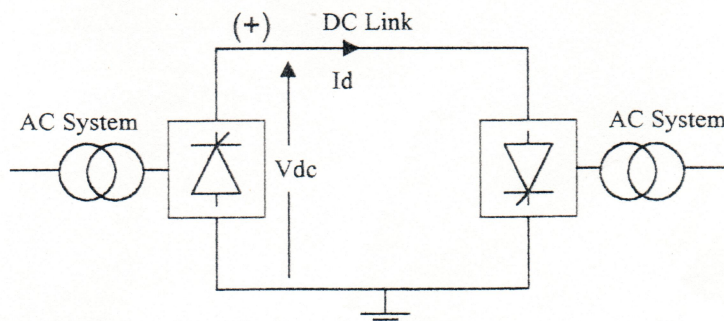 (+) DC Link
Id
AC System
AC System
Vdc